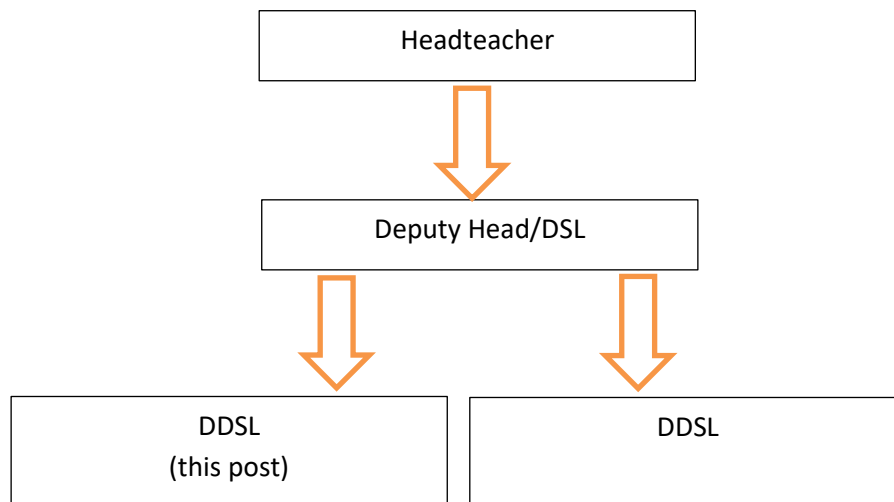 Headteacher
Deputy Head/DSL
DDSL
(this post)
DDSL